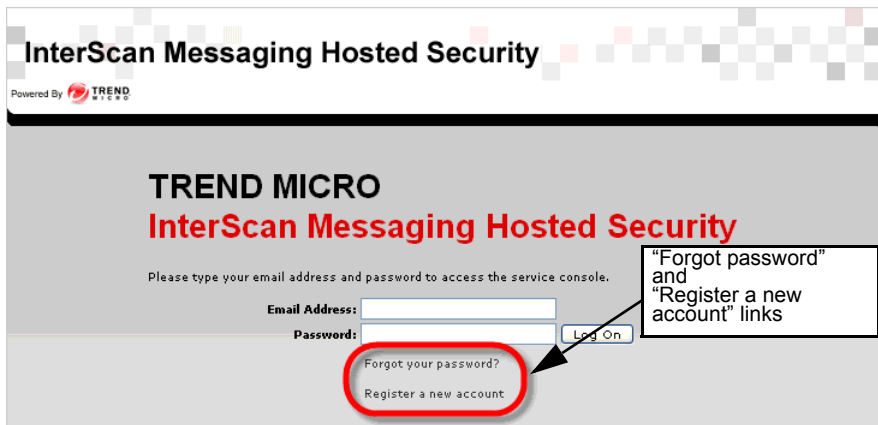 InterScan Messaging Hosted Security
Powered By TREND MICRO
TREND MICRO
InterScan Messaging Hosted Security
Please type your email address and password to access the service console.
“Forgot password”
and
“Register a new
account” links
Email Address:
Password:
Log On
Forgot your password?
Register a new account